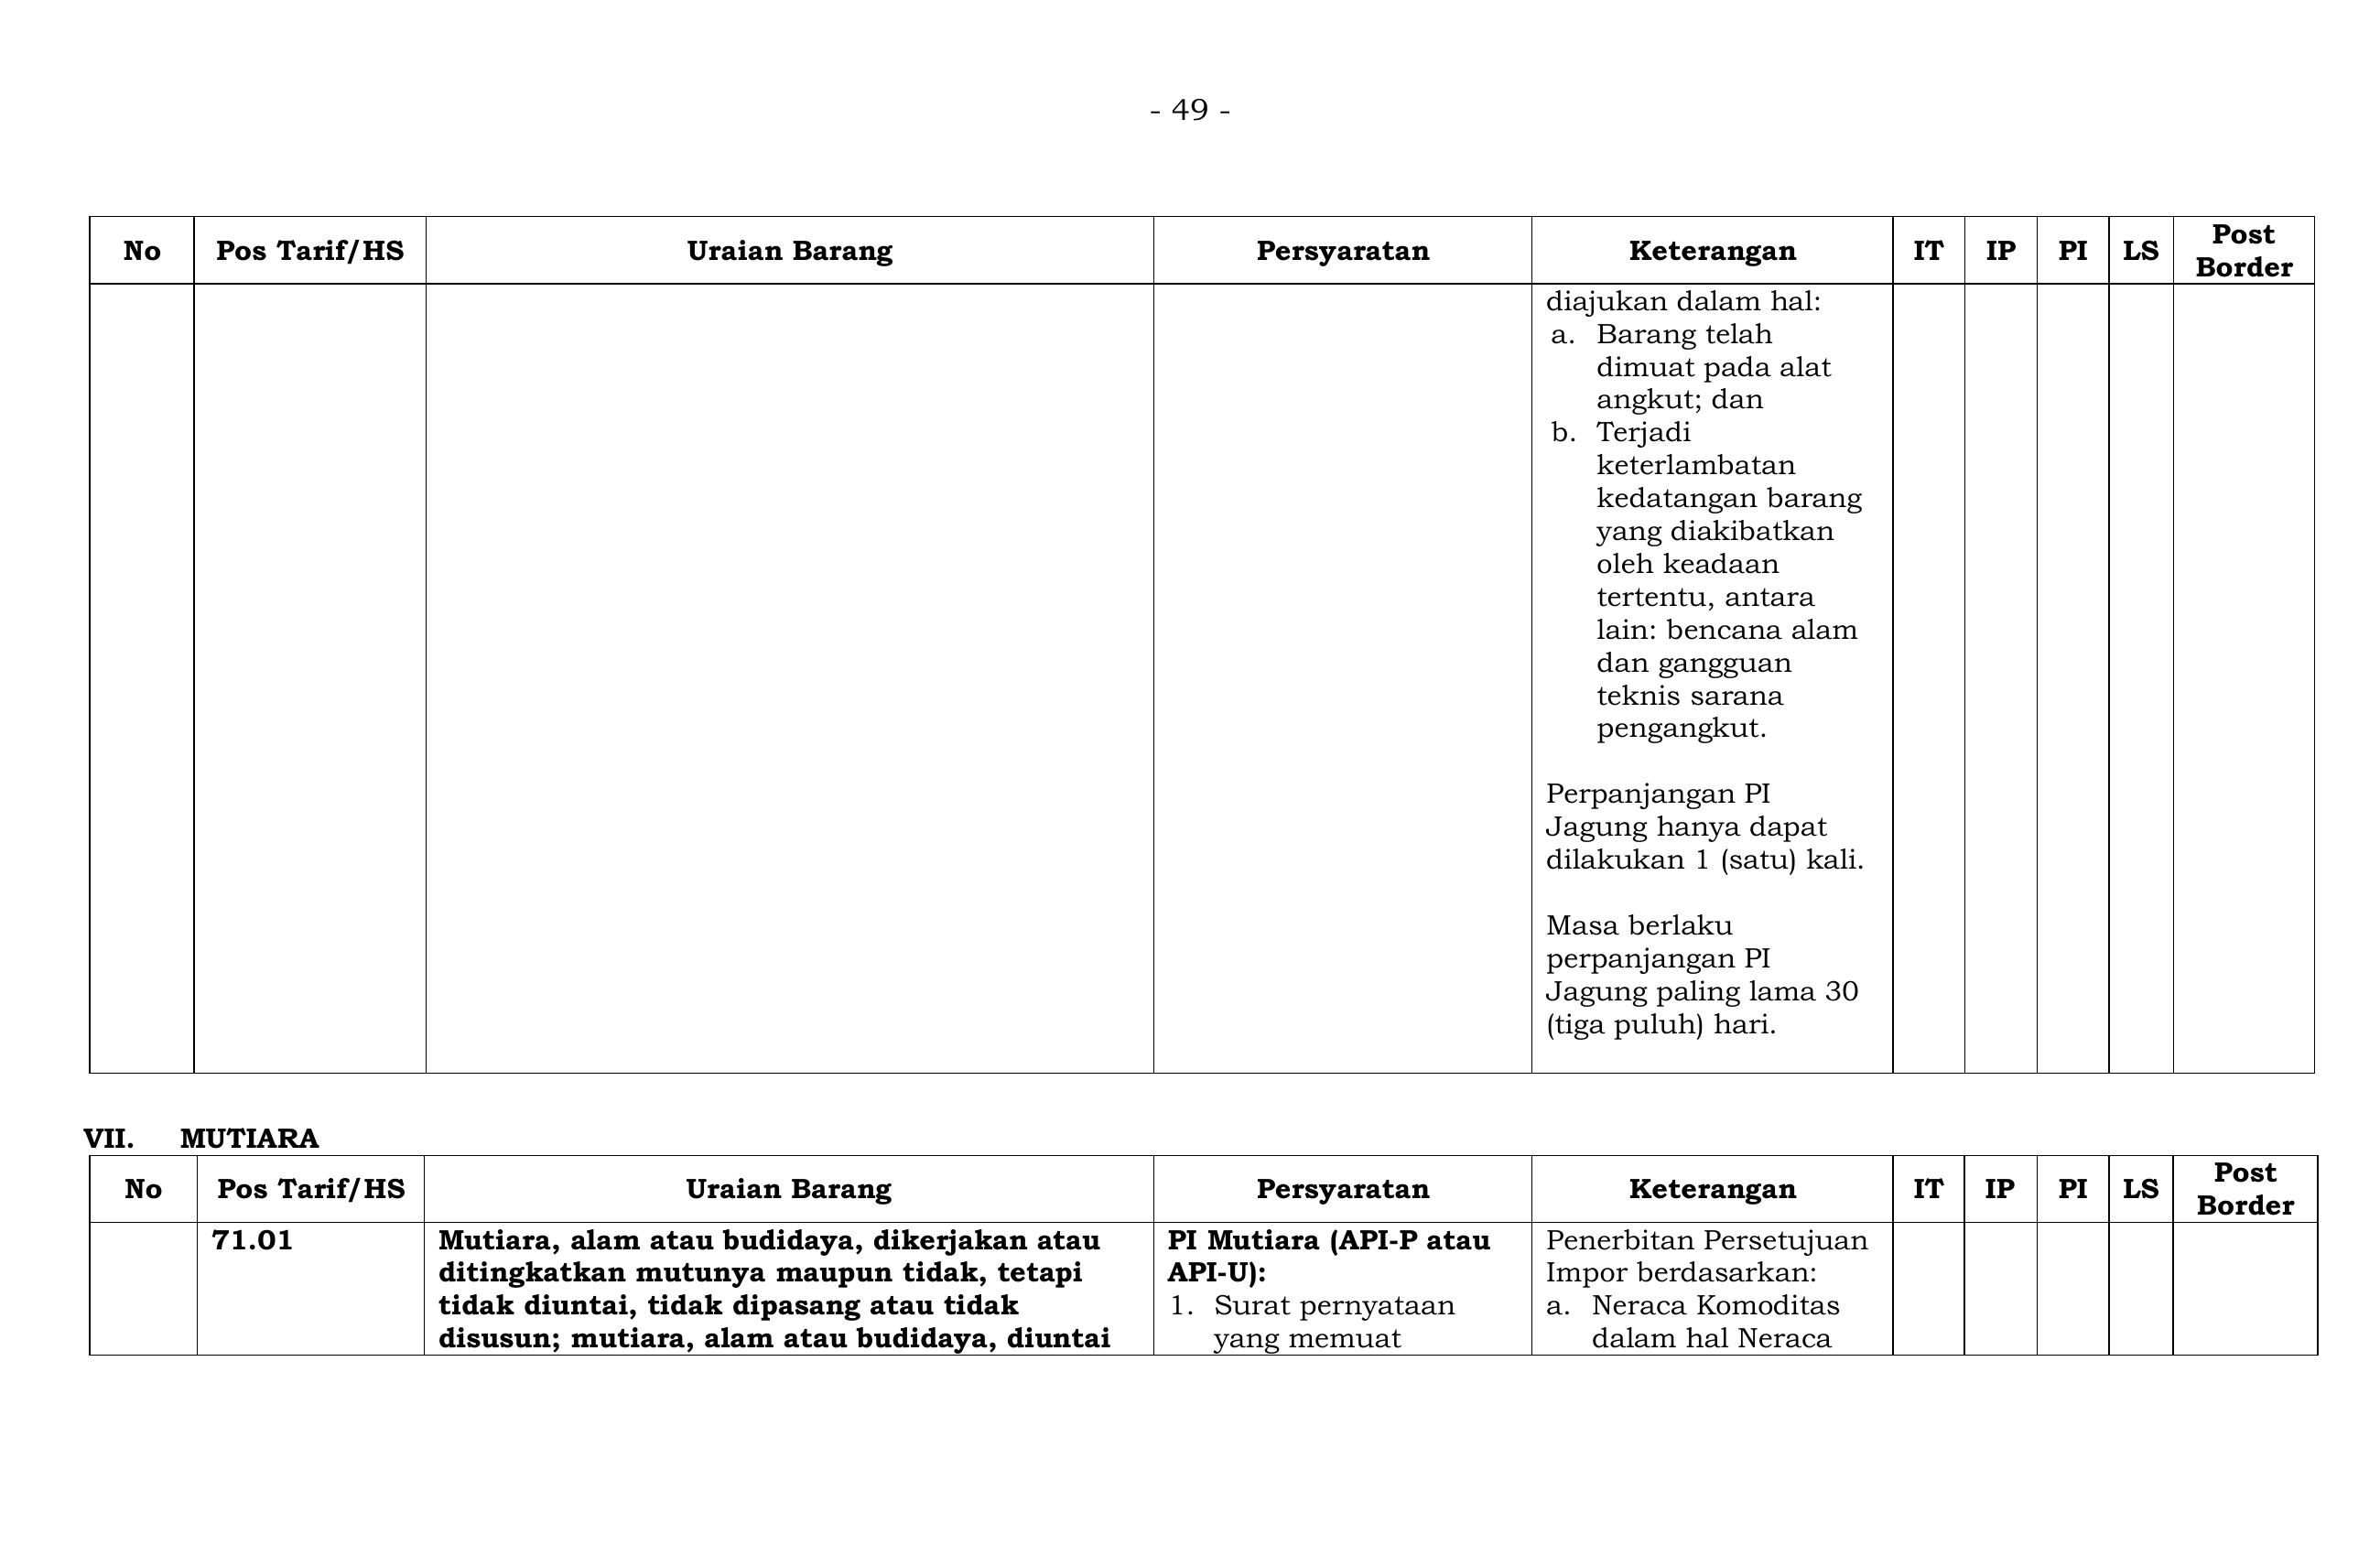 - 49 -
No Pos Tarif/HS Uraian Barang Persyaratan Keterangan IT IP PI LS Post Border
diajukan dalam hal:
a. Barang telah
dimuat pada alat
angkut; dan
b. Terjadi
keterlambatan
kedatangan barang
yang diakibatkan
oleh keadaan
tertentu, antara
lain: bencana alam
dan gangguan
teknis sarana
pengangkut.
Perpanjangan PI
Jagung hanya dapat
dilakukan 1 (satu) kali.
Masa berlaku
perpanjangan PI
Jagung paling lama 30
(tiga puluh) hari.
VII. MUTIARA
No Pos Tarif/HS Uraian Barang Persyaratan Keterangan IT IP PI LS Post Border
71.01
Mutiara, alam atau budidaya, dikerjakan atau
ditingkatkan mutunya maupun tidak, tetapi
tidak diuntai, tidak dipasang atau tidak
disusun; mutiara, alam atau budidaya, diuntai
PI Mutiara (API-P atau
API-U):
1. Surat pernyataan
yang memuat
Penerbitan Persetujuan
Impor berdasarkan:
a. Neraca Komoditas
dalam hal Neraca